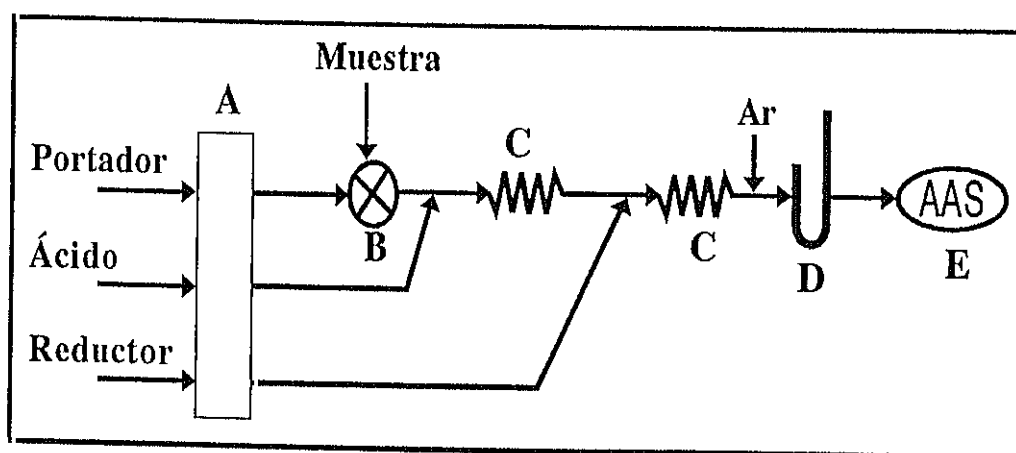 Muestra
A
Ar
Portador
C
AAS
B
C
E
Ácido
D
Reductor